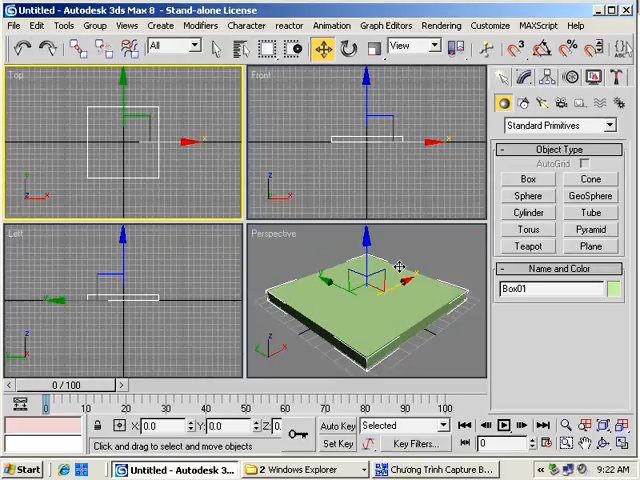 Untitled - Autodesk 3ds Max 8 - Stand-alone License
File Edit Tools Group Views Create Modifiers Character reactor Animation Graph Editors Rendering Customize MAXScript Help
All
View
Top
Front
Left
Perspective
Standard Primitives
- Object Type
AutoGrid
Box Cone
Sphere GeoSphere
Cylinder Tube
Torus Pyramid
Teapot Plane
- Name and Color
Box01
< 0 / 100 >
0 10 20 30 40 50 60 70 80 90 100
X: 0.0 Y: 0.0 Z: 0.
Auto Key Selected
Set Key Key Filters...
0
Click and drag to select and move objects
Start Untitled - Autodesk 3... 2 Windows Explorer Chương Trình Capture B... 9:22 AM